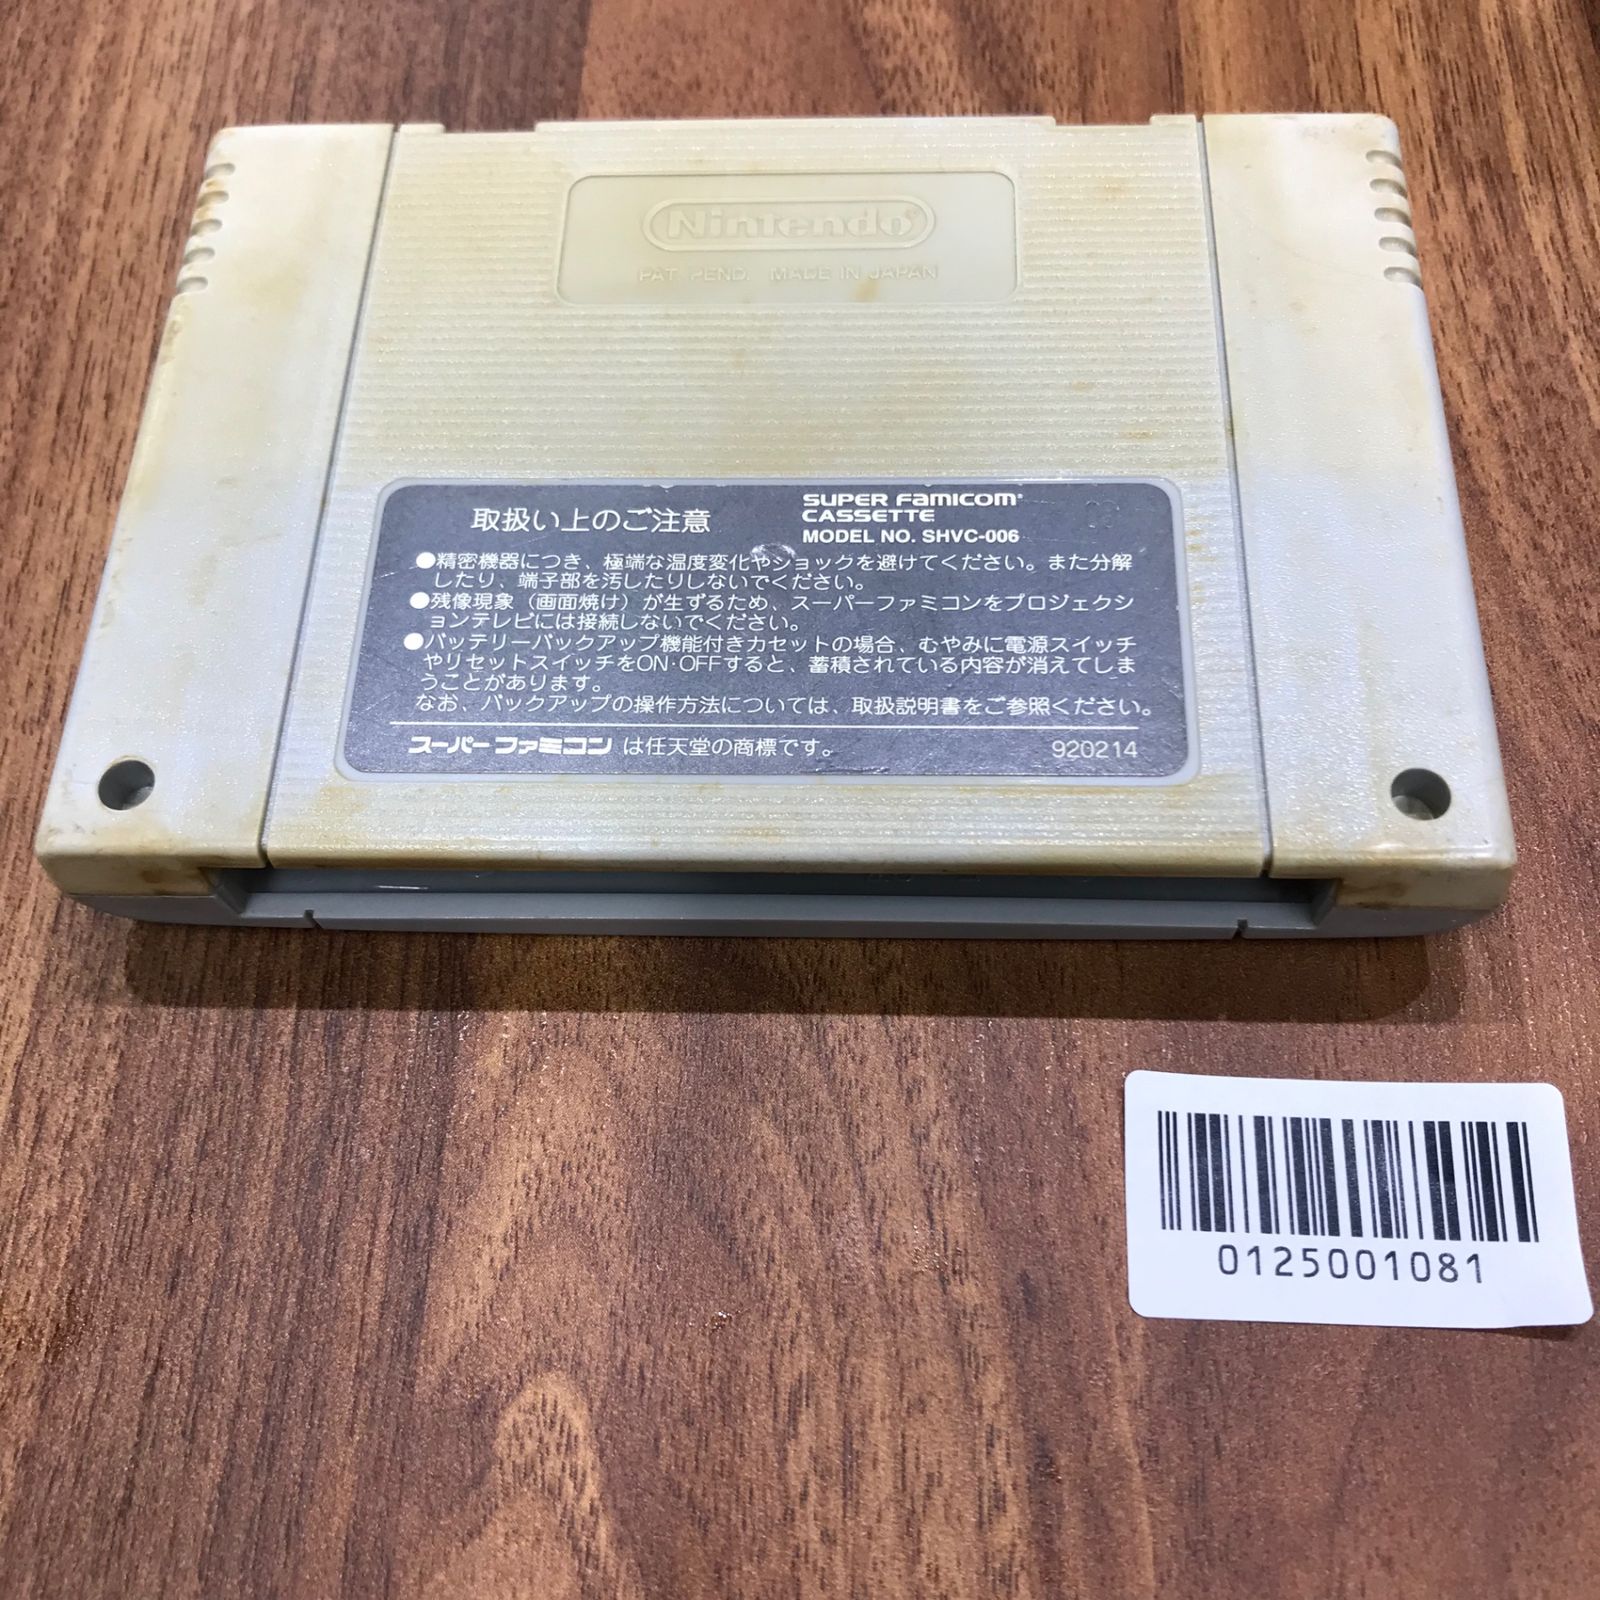 Nintendo®
PAT. PEND. MADE IN JAPAN
取扱い上のご注意
SUPER FAMICOM®
CASSETTE
MODEL NO. SHVC-006
●精密機器につき、極端な温度変化やショックを避けてください。また分解
したり、端子部を汚したりしないでください。
●残像現象（画面焼け）が生ずるため、スーパーファミコンをプロジェクシ
ョンテレビには接続しないでください。
●バッテリーバックアップ機能付きカセットの場合、むやみに電源スイッチ
やリセットスイッチをON·OFFすると、蓄積されている内容が消えてしま
うことがあります。
なお、バックアップの操作方法については、取扱説明書をご参照ください。
スーパーファミコン は任天堂の商標です。
920214
0125001081